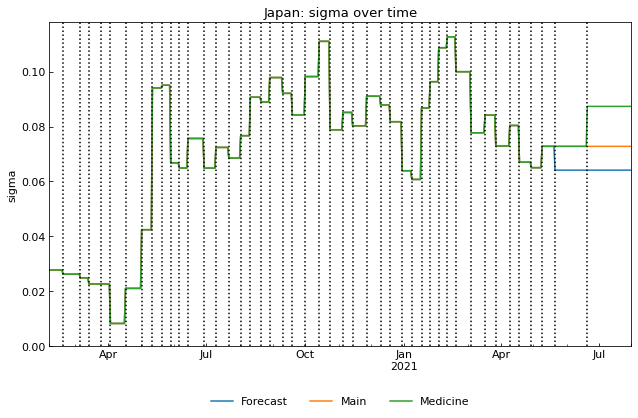 Japan: sigma over time
sigma
0.10
0.08
0.06
0.04
0.02
0.00
Apr
Jul
Oct
Jan
2021
Apr
Jul
Forecast
Main
Medicine